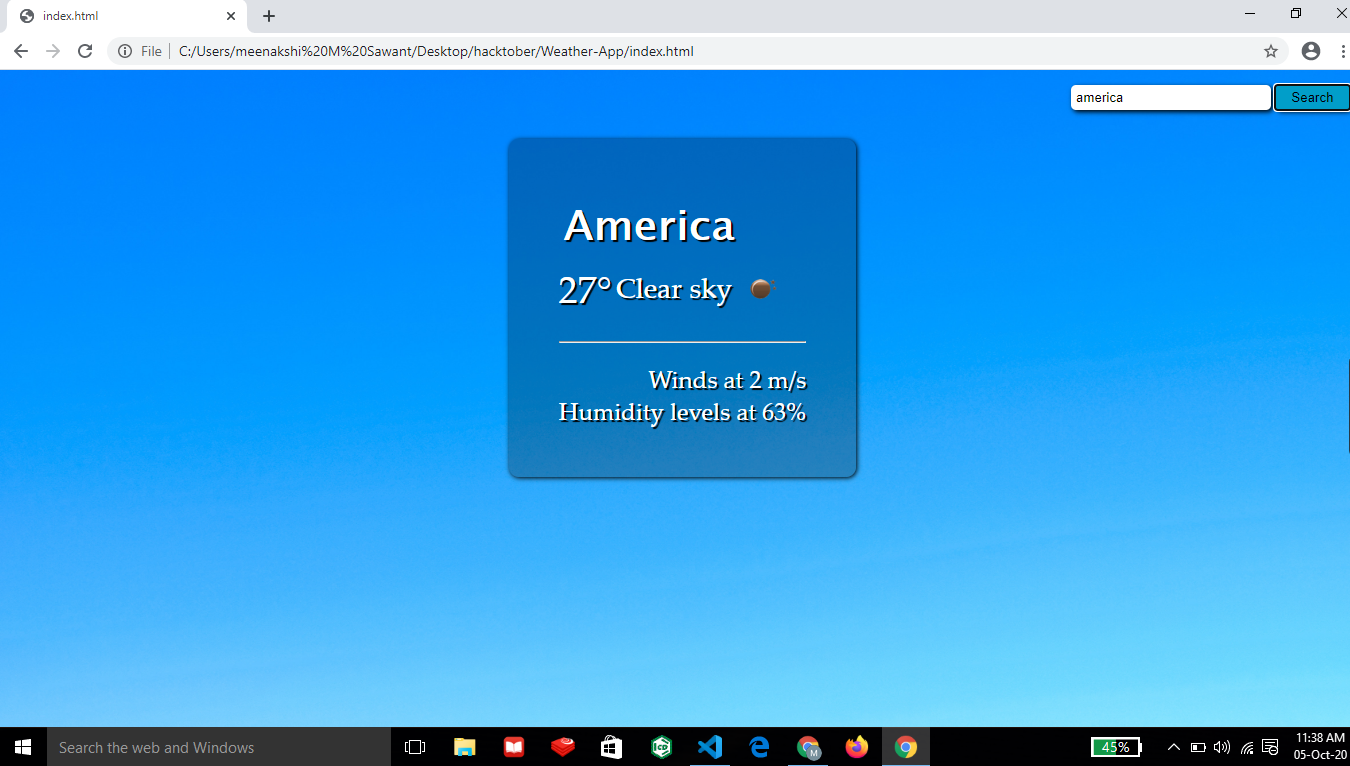 index.html
File C:/Users/meenakshi%20M%20Sawant/Desktop/hacktober/Weather-App/index.html
america Search
America
27° Clear sky
Winds at 2 m/s
Humidity levels at 63%
Search the web and Windows
M
45%
11:38 AM
05-Oct-20